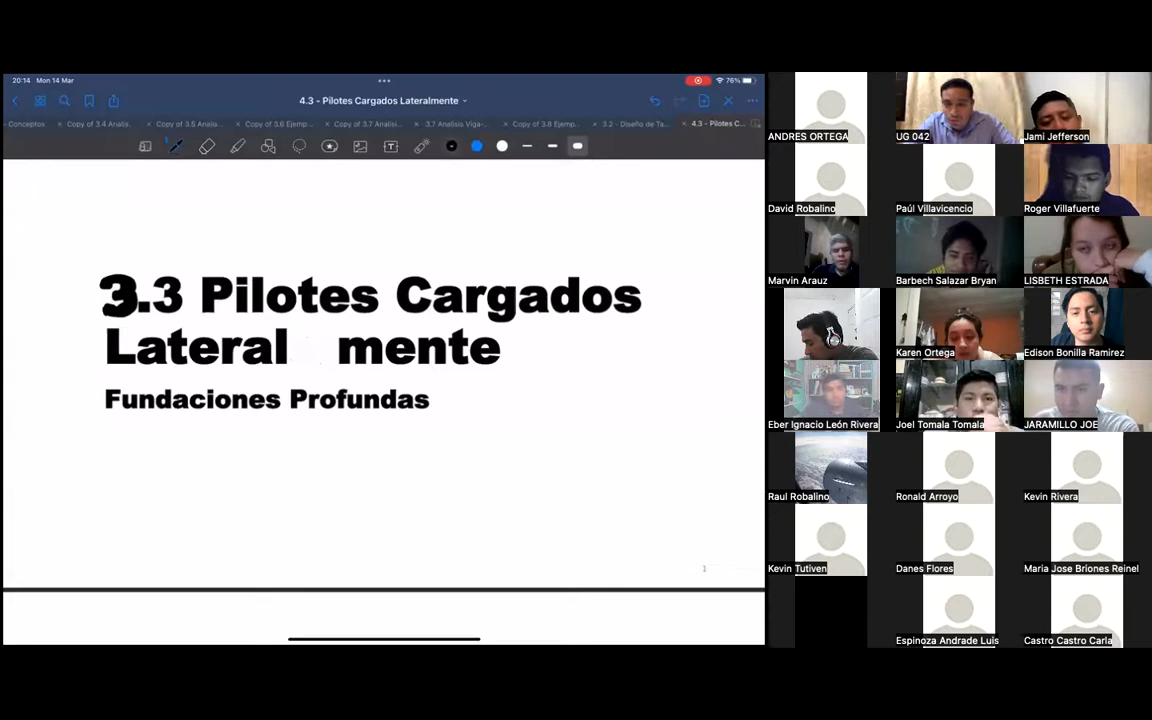 20:14 Mon 14 Mar
76%
4.3 - Pilotes Cargados Lateralmente
Conceptos
Copy of 3.4 Analis...
Copy of 3.5 Analis...
Copy of 3.6 Ejemp...
Copy of 3.7 Analisi...
3.7 Analisis Viga-...
Copy of 3.8 Ejemp...
3.2 - Diseño de Ta...
4.3 - Pilotes C...
3.3 Pilotes Cargados
Lateral mente
Fundaciones Profundas
1
ANDRES ORTEGA
UG 042
Jami Jefferson
David Robalino
Paúl Villavicencio
Roger Villafuerte
Marvin Arauz
Barbech Salazar Bryan
LISBETH ESTRADA
Karen Ortega
Edison Bonilla Ramirez
Eber Ignacio León Rivera
Joel Tomala Tomala
JARAMILLO JOE
Raul Robalino
Ronald Arroyo
Kevin Rivera
Kevin Tutiven
Danes Flores
Maria Jose Briones Reinel
Espinoza Andrade Luis
Castro Castro Carla